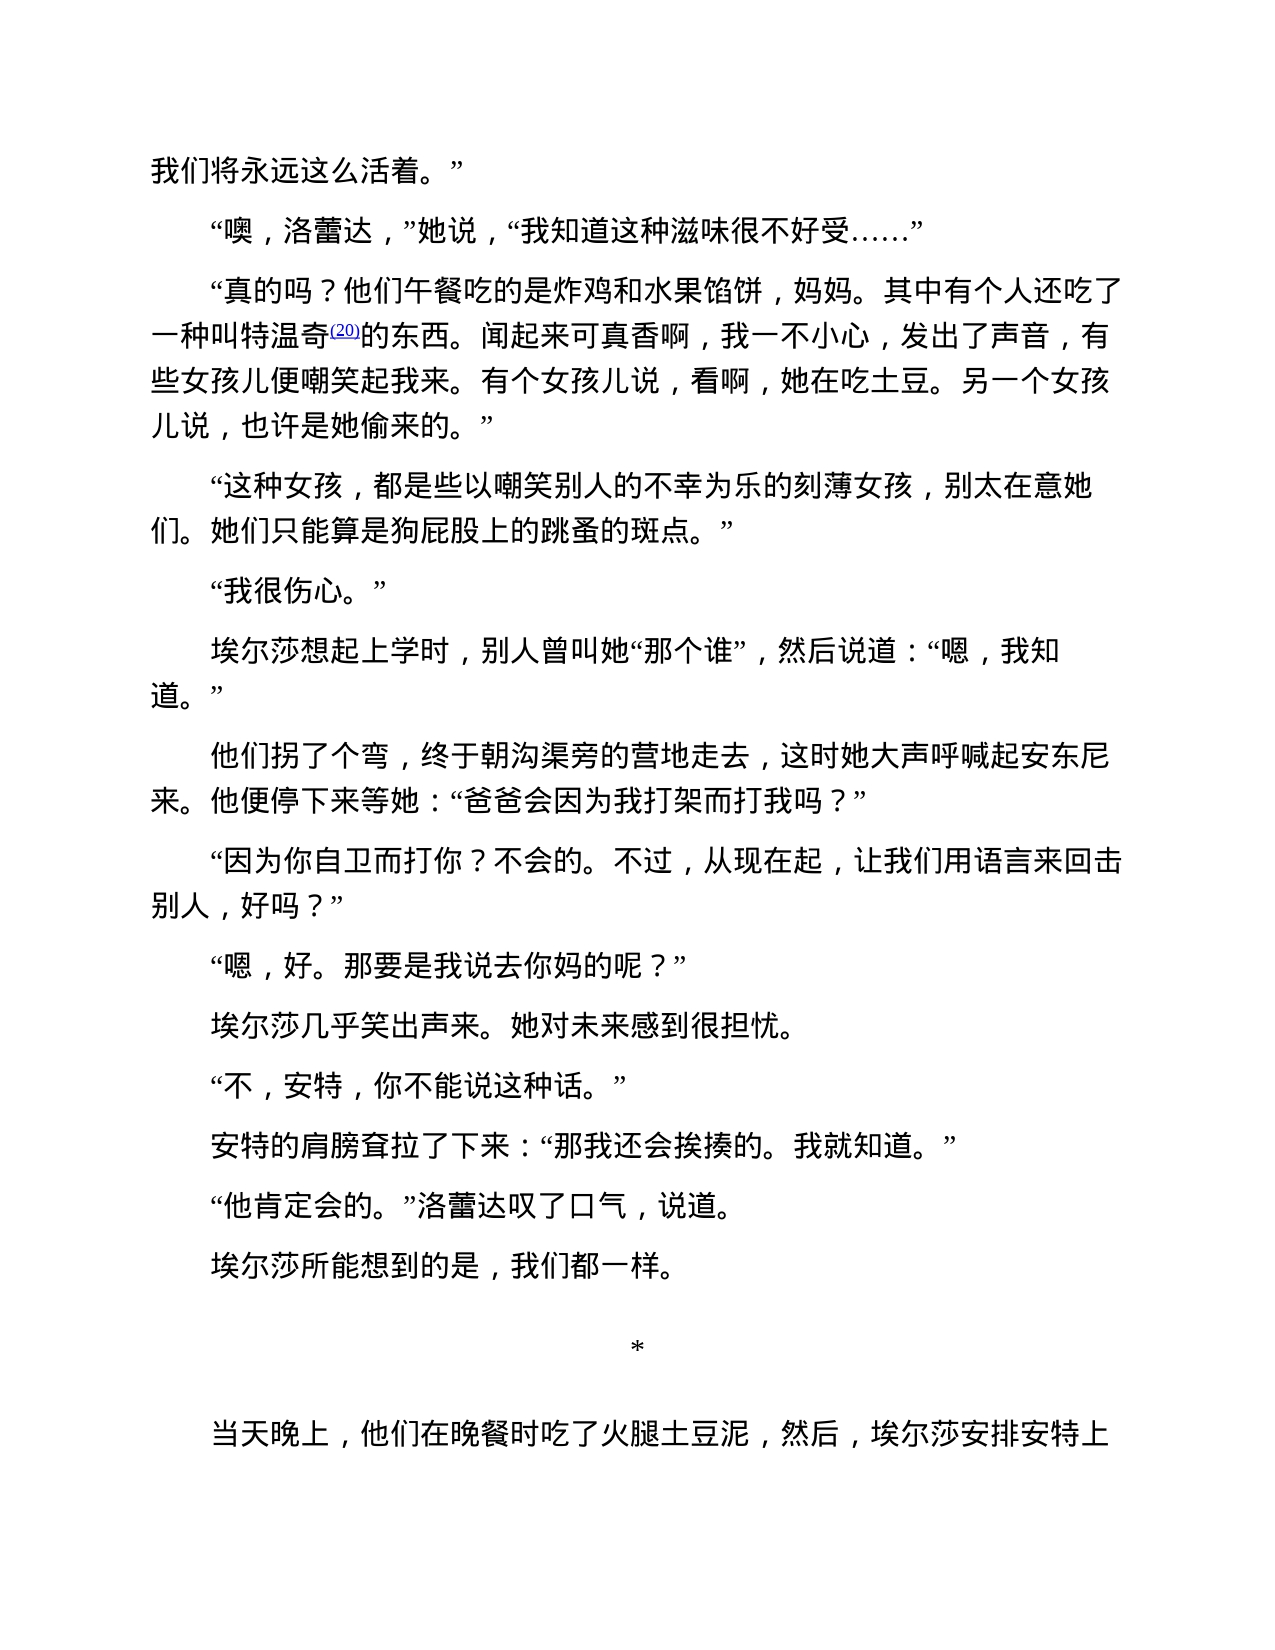 我们将永远这么活着。”
“噢，洛蕾达，”她说，“我知道这种滋味很不好受……”
“真的吗？他们午餐吃的是炸鸡和水果馅饼，妈妈。其中有个人还吃了
一种叫特温奇(20)的东西。闻起来可真香啊，我一不小心，发出了声音，有
些女孩儿便嘲笑起我来。有个女孩儿说，看啊，她在吃土豆。另一个女孩
儿说，也许是她偷来的。”
“这种女孩，都是些以嘲笑别人的不幸为乐的刻薄女孩，别太在意她
们。她们只能算是狗屁股上的跳蚤的斑点。”
“我很伤心。”
埃尔莎想起上学时，别人曾叫她“那个谁”，然后说道：“嗯，我知
道。”
他们拐了个弯，终于朝沟渠旁的营地走去，这时她大声呼喊起安东尼
来。他便停下来等她：“爸爸会因为我打架而打我吗？”
“因为你自卫而打你？不会的。不过，从现在起，让我们用语言来回击
别人，好吗？”
“嗯，好。那要是我说去你妈的呢？”
埃尔莎几乎笑出声来。她对未来感到很担忧。
“不，安特，你不能说这种话。”
安特的肩膀耷拉了下来：“那我还会挨揍的。我就知道。”
“他肯定会的。”洛蕾达叹了口气，说道。
埃尔莎所能想到的是，我们都一样。
*
当天晚上，他们在晚餐时吃了火腿土豆泥，然后，埃尔莎安排安特上